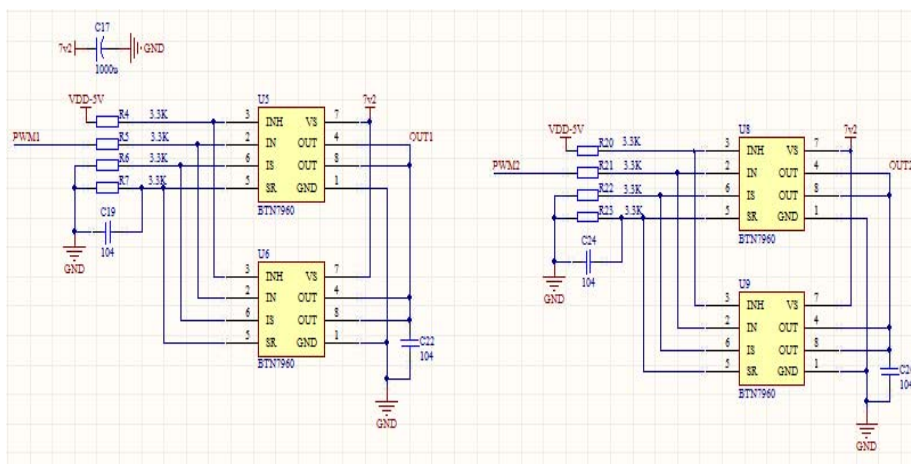 C17
7v2
GND
1000u
VDD-5V
R4 3.3K
PWM1
R5 3.3K
R6 3.3K
R7 3.3K
C19
104
GND
U5
7v2
3 INH VS 7
2 IN OUT 4
OUT1
6 IS OUT 8
5 SR GND 1
BTN7960
U6
3 INH VS 7
2 IN OUT 4
6 IS OUT 8
5 SR GND 1
BTN7960
C22
104
GND
VDD-5V
R20 3.3K
PWM2
R21 3.3K
R22 3.3K
R23 3.3K
C24
104
GND
U8
7v2
3 INH VS 7
2 IN OUT 4
6 IS OUT 8
5 SR GND 1
BTN7960
U9
3 INH VS 7
2 IN OUT 4
6 IS OUT 8
5 SR GND 1
BTN7960
104
GND